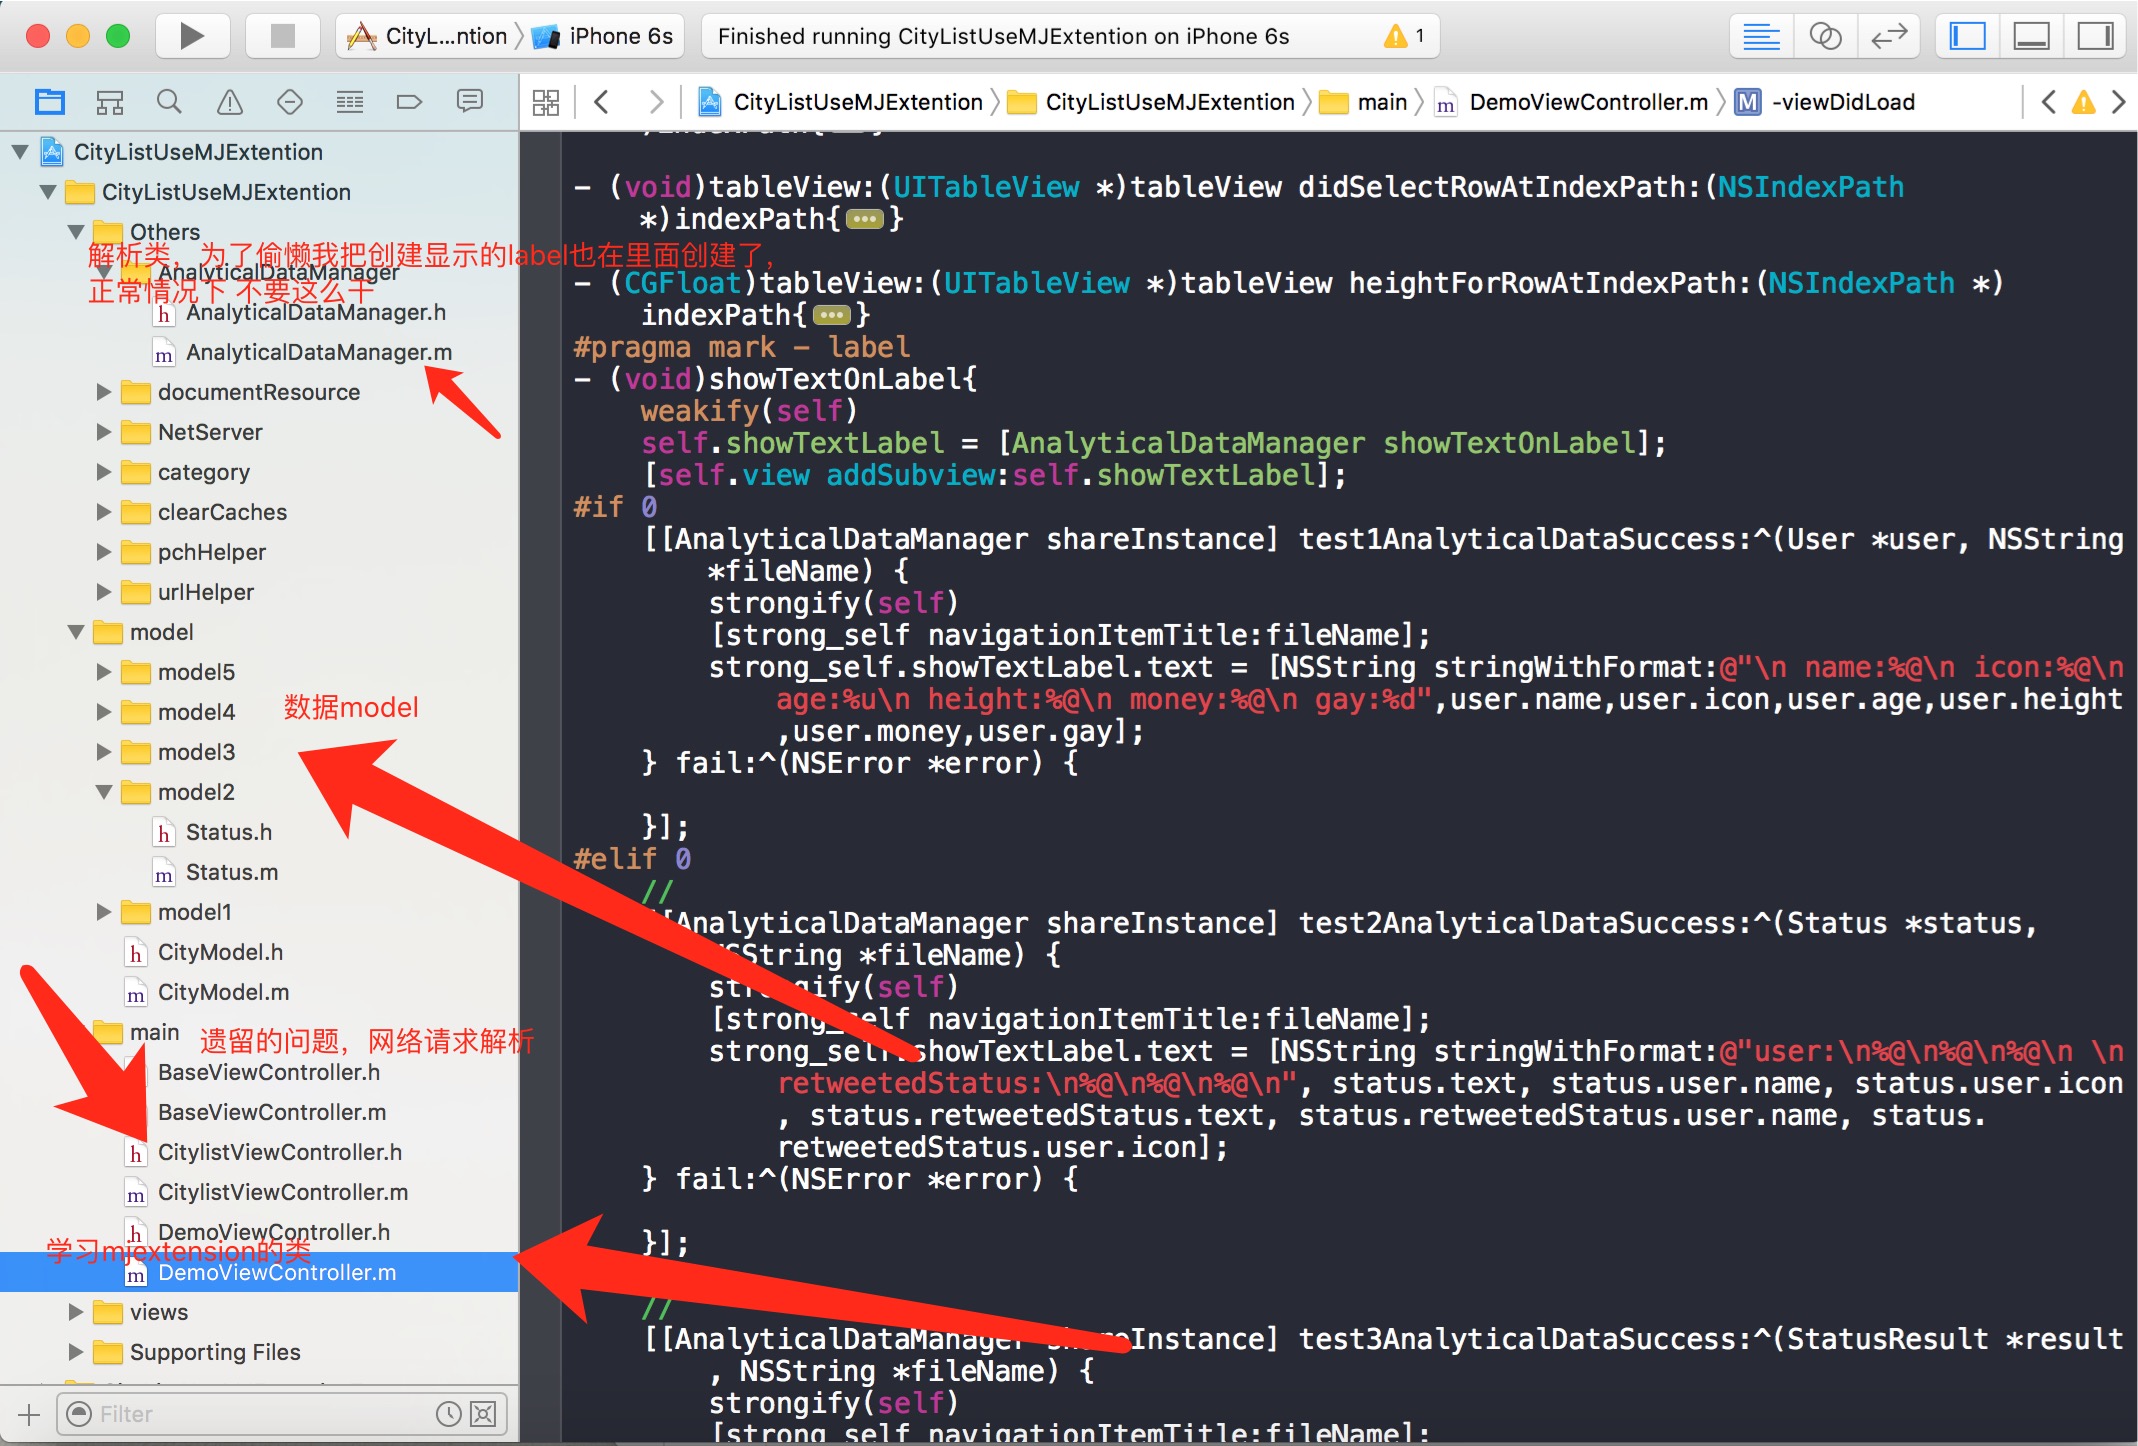 CityL...ntion
iPhone 6s
Finished running CityListUseMJExtention on iPhone 6s
1
CityListUseMJExtention
CityListUseMJExtention
main
DemoViewController.m
M
-viewDidLoad
CityListUseMJExtention
CityListUseMJExtention
Others
解析类，为了偷懒我把创建显示的label也在里面创建了，
AnalyticalDataManager
正常情况下 不要这么干
h AnalyticalDataManager.h
m AnalyticalDataManager.m
documentResource
NetServer
category
clearCaches
pchHelper
urlHelper
model
model5
model4
数据model
model3
model2
h Status.h
m Status.m
model1
h CityModel.h
m CityModel.m
main
遗留的问题，网络请求解析
BaseViewController.h
BaseViewController.m
h CitylistViewController.h
m CitylistViewController.m
h DemoViewController.h
学习mjextension的类
m DemoViewController.m
views
Supporting Files
Filter
*)indexPath{...}
- (void)tableView:(UITableView *)tableView didSelectRowAtIndexPath:(NSIndexPath
*)indexPath{...}
- (CGFloat)tableView:(UITableView *)tableView heightForRowAtIndexPath:(NSIndexPath *)
indexPath{...}
#pragma mark - label
- (void)showTextOnLabel{
weakify(self)
self.showTextLabel = [AnalyticalDataManager showTextOnLabel];
[self.view addSubview:self.showTextLabel];
#if 0
[[AnalyticalDataManager shareInstance] test1AnalyticalDataSuccess:^(User *user, NSString
*fileName) {
strongify(self)
[strong_self navigationItemTitle:fileName];
strong_self.showTextLabel.text = [NSString stringWithFormat:@"\n name:%@\n icon:%@\n
age:%u\n height:%@\n money:%@\n gay:%d",user.name,user.icon,user.age,user.height
,user.money,user.gay];
} fail:^(NSError *error) {
}];
#elif 0
//
[[AnalyticalDataManager shareInstance] test2AnalyticalDataSuccess:^(Status *status,
NSString *fileName) {
strongify(self)
[strong_self navigationItemTitle:fileName];
strong_self.showTextLabel.text = [NSString stringWithFormat:@"user:\n%@\n%@\n%@\n \n
retweetedStatus:\n%@\n%@\n%@\n", status.text, status.user.name, status.user.icon
, status.retweetedStatus.text, status.retweetedStatus.user.name, status.
retweetedStatus.user.icon];
} fail:^(NSError *error) {
}];
//
[[AnalyticalDataManager shareInstance] test3AnalyticalDataSuccess:^(StatusResult *result
, NSString *fileName) {
strongify(self)
[strong_self navigationItemTitle:fileName];